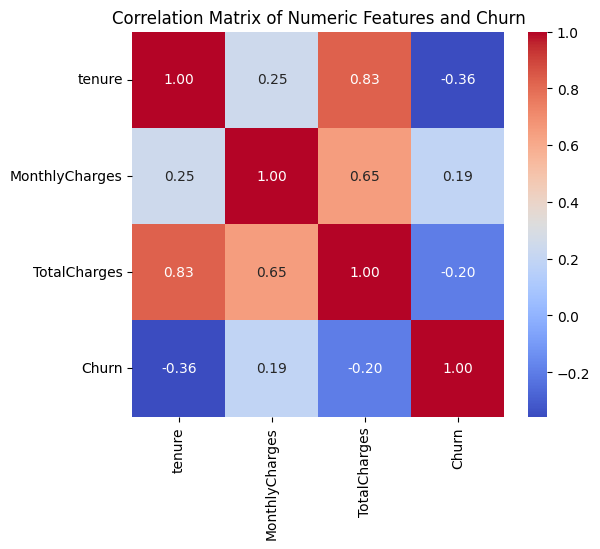 Correlation Matrix of Numeric Features and Churn
tenure 1.00 0.25 0.83 -0.36
MonthlyCharges 0.25 1.00 0.65 0.19
TotalCharges 0.83 0.65 1.00 -0.20
Churn -0.36 0.19 -0.20 1.00
tenure
MonthlyCharges
TotalCharges
Churn
1.0
0.8
0.6
0.4
0.2
0.0
−0.2